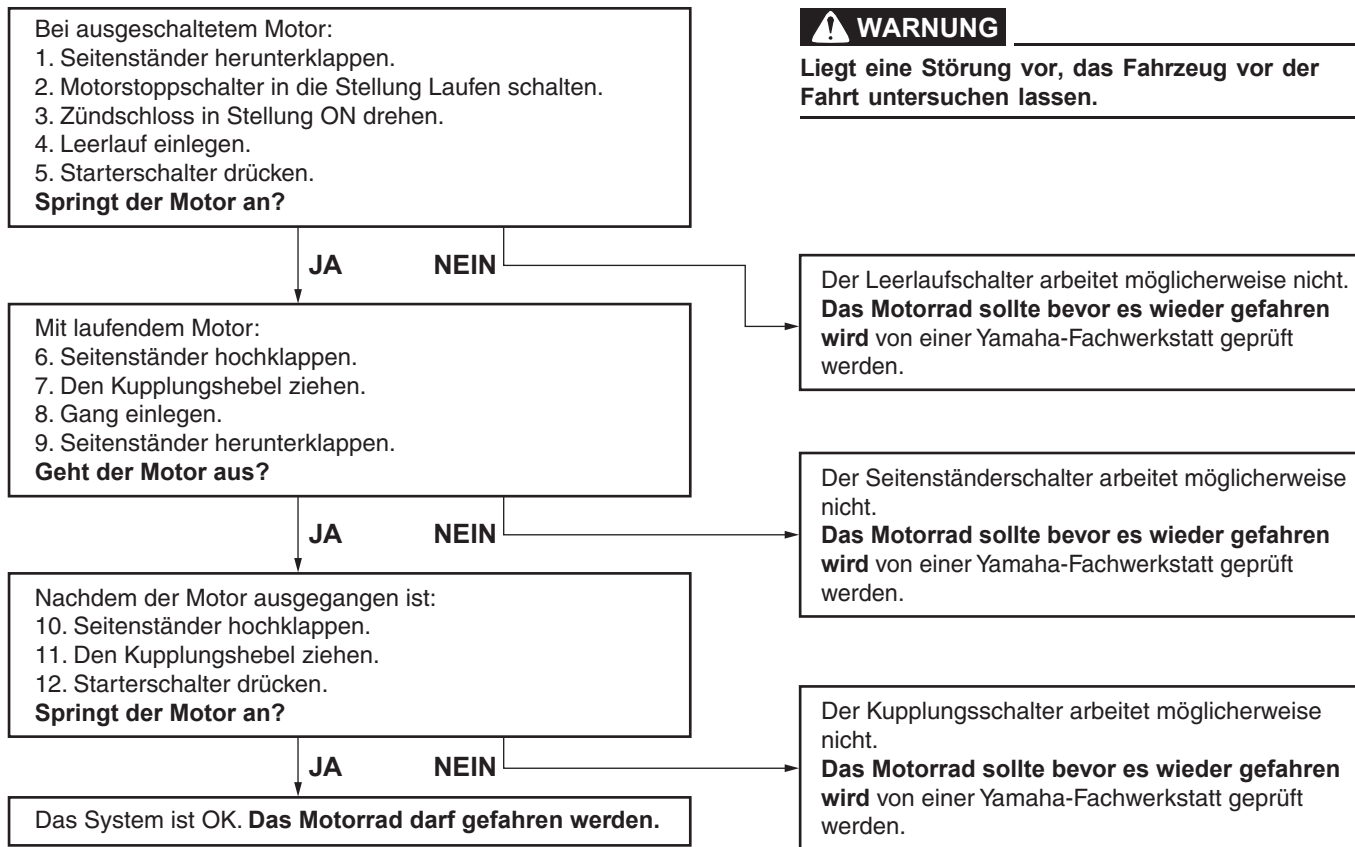 Bei ausgeschaltetem Motor:
1. Seitenständer herunterklappen.
2. Motorstoppschalter in die Stellung Laufen schalten.
3. Zündschloss in Stellung ON drehen.
4. Leerlauf einlegen.
5. Starterschalter drücken.
Springt der Motor an?
WARNUNG
Liegt eine Störung vor, das Fahrzeug vor der
Fahrt untersuchen lassen.
JA NEIN
Der Leerlaufschalter arbeitet möglicherweise nicht.
Das Motorrad sollte bevor es wieder gefahren
wird von einer Yamaha-Fachwerkstatt geprüft
werden.
Mit laufendem Motor:
6. Seitenständer hochklappen.
7. Den Kupplungshebel ziehen.
8. Gang einlegen.
9. Seitenständer herunterklappen.
Geht der Motor aus?
JA NEIN
Der Seitenständerschalter arbeitet möglicherweise
nicht.
Das Motorrad sollte bevor es wieder gefahren
wird von einer Yamaha-Fachwerkstatt geprüft
werden.
Nachdem der Motor ausgegangen ist:
10. Seitenständer hochklappen.
11. Den Kupplungshebel ziehen.
12. Starterschalter drücken.
Springt der Motor an?
JA NEIN
Der Kupplungsschalter arbeitet möglicherweise
nicht.
Das Motorrad sollte bevor es wieder gefahren
wird von einer Yamaha-Fachwerkstatt geprüft
werden.
Das System ist OK. Das Motorrad darf gefahren werden.